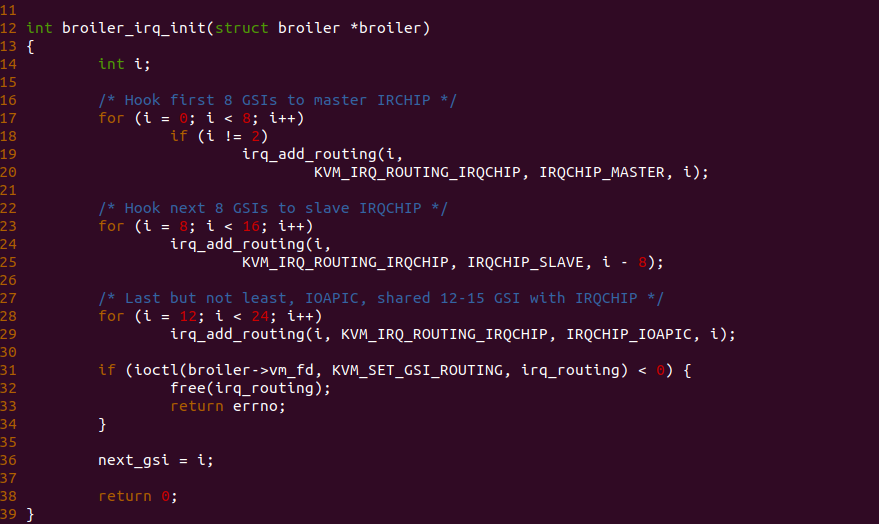 11
12 int broiler_irq_init(struct broiler *broiler)
13 {
14         int i;
15
16         /* Hook first 8 GSIs to master IRCHIP */
17         for (i = 0; i < 8; i++)
18                 if (i != 2)
19                         irq_add_routing(i,
20                                 KVM_IRQ_ROUTING_IRQCHIP, IRQCHIP_MASTER, i);
21
22         /* Hook next 8 GSIs to slave IRQCHIP */
23         for (i = 8; i < 16; i++)
24                 irq_add_routing(i,
25                         KVM_IRQ_ROUTING_IRQCHIP, IRQCHIP_SLAVE, i - 8);
26
27         /* Last but not least, IOAPIC, shared 12-15 GSI with IRQCHIP */
28         for (i = 12; i < 24; i++)
29                 irq_add_routing(i, KVM_IRQ_ROUTING_IRQCHIP, IRQCHIP_IOAPIC, i);
30
31         if (ioctl(broiler->vm_fd, KVM_SET_GSI_ROUTING, irq_routing) < 0) {
32                 free(irq_routing);
33                 return errno;
34         }
35
36         next_gsi = i;
37
38         return 0;
39 }